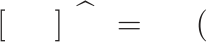 [ ] ^ = (